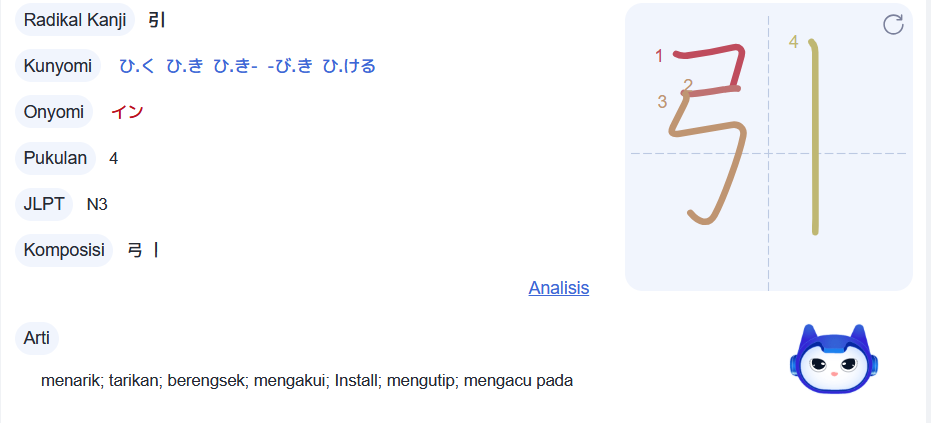 Radikal Kanji 引
Kunyomi ひ.く ひ.き ひ.き- -び.き ひ.ける
Onyomi イン
Pukulan 4
JLPT N3
Komposisi 弓 丨
Analisis
Arti
menarik; tarikan; berengsek; mengakui; Install; mengutip; mengacu pada
1
2
3
4
引